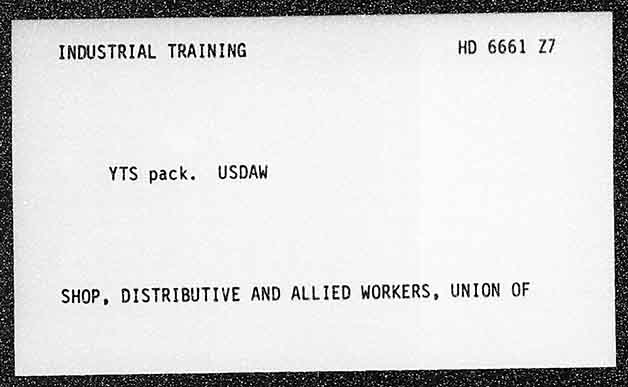 INDUSTRIAL TRAINING HD 6661 Z7
YTS pack. USDAW
SHOP, DISTRIBUTIVE AND ALLIED WORKERS, UNION OF